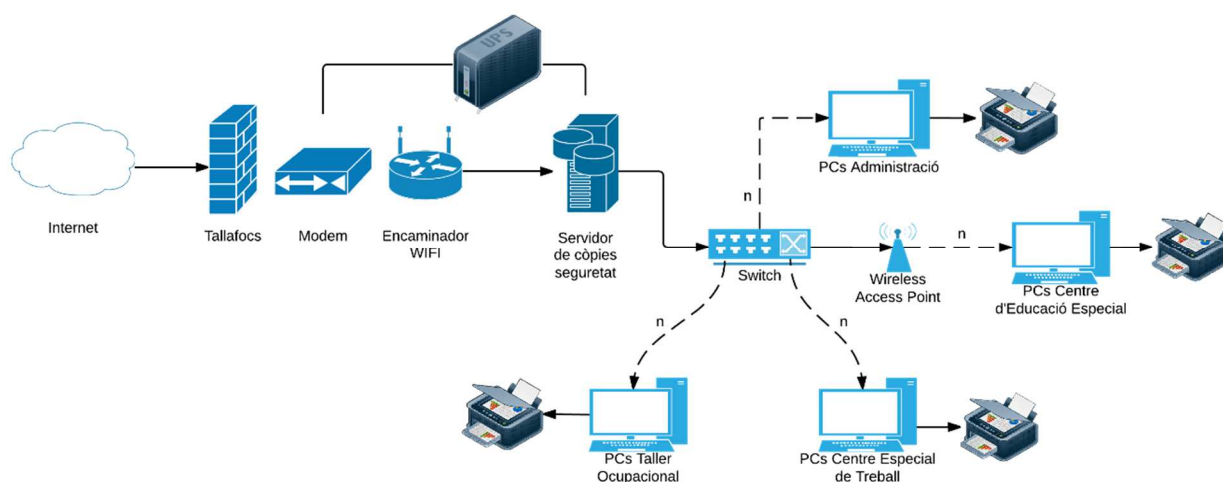 UPS
Internet
Tallafocs
Modem
Encaminador
WIFI
Servidor
de còpies
seguretat
Switch
n
PCs Administració
Wireless
Access Point
n
PCs Centre
d'Educació Especial
n
PCs Taller
Ocupacional
n
PCs Centre Especial
de Treball